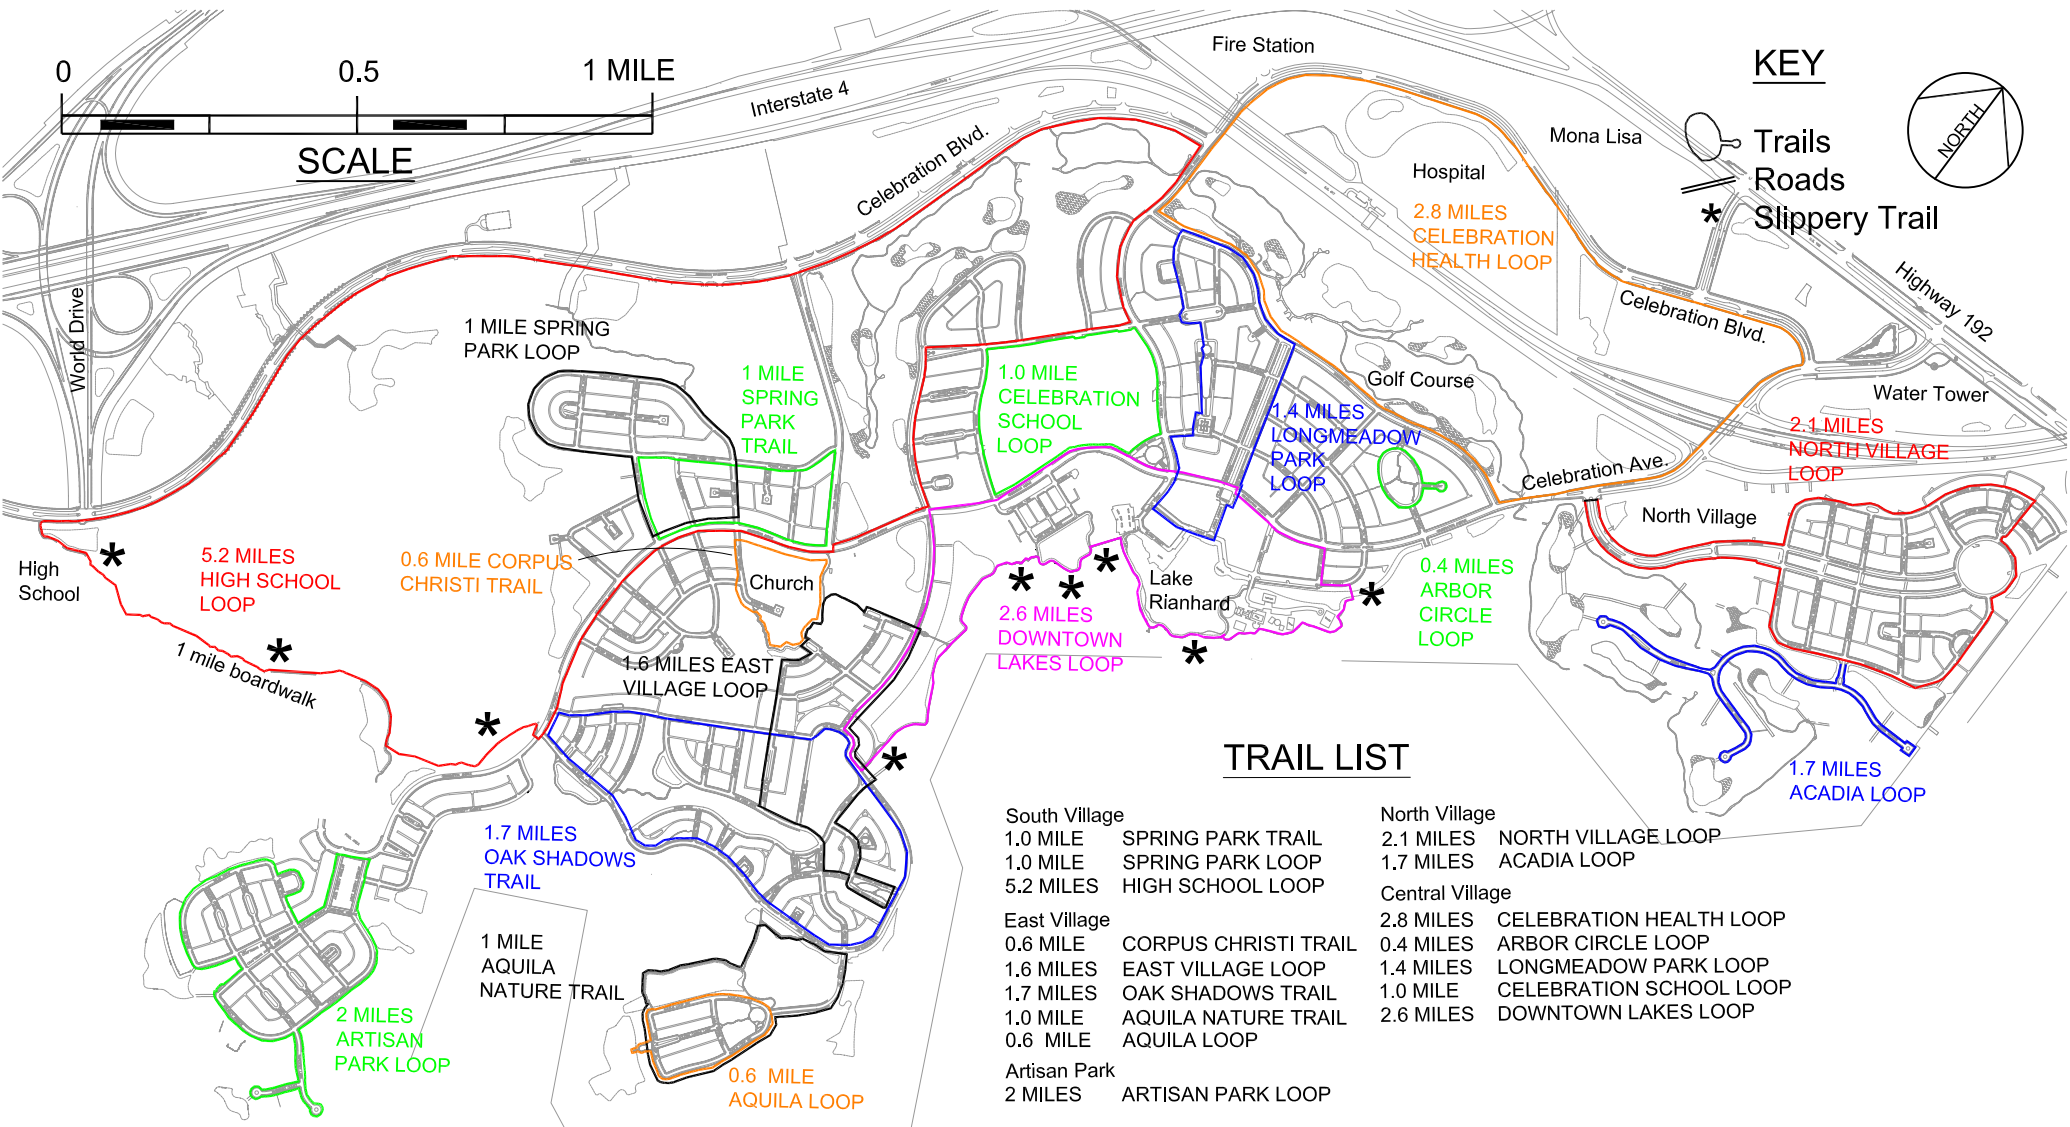 0 0.5 1 MILE
SCALE
Interstate 4
Fire Station
KEY
NORTH
Trails
Roads
* Slippery Trail
Celebration Blvd.
Mona Lisa
Hospital
2.8 MILES
CELEBRATION
HEALTH LOOP
World Drive
Highway 192
Celebration Blvd.
1 MILE SPRING
PARK LOOP
1 MILE
SPRING
PARK
TRAIL
1.0 MILE
CELEBRATION
SCHOOL
LOOP
Golf Course
Water Tower
1.4 MILES
LONGMEADOW
PARK
LOOP
2.1 MILES
NORTH VILLAGE
LOOP
Celebration Ave.
North Village
High
School
*
5.2 MILES
HIGH SCHOOL
LOOP
0.6 MILE CORPUS
CHRISTI TRAIL
Church
*
*
*
Lake
Rianhard
*
0.4 MILES
ARBOR
CIRCLE
LOOP
2.6 MILES
DOWNTOWN
LAKES LOOP
*
*
1 mile boardwalk
1.6 MILES EAST
VILLAGE LOOP
*
*
1.7 MILES
ACADIA LOOP
1.7 MILES
OAK SHADOWS
TRAIL
1 MILE
AQUILA
NATURE TRAIL
2 MILES
ARTISAN
PARK LOOP
0.6 MILE
AQUILA LOOP
TRAIL LIST
South Village
1.0 MILE SPRING PARK TRAIL
1.0 MILE SPRING PARK LOOP
5.2 MILES HIGH SCHOOL LOOP
East Village
0.6 MILE CORPUS CHRISTI TRAIL
1.6 MILES EAST VILLAGE LOOP
1.7 MILES OAK SHADOWS TRAIL
1.0 MILE AQUILA NATURE TRAIL
0.6 MILE AQUILA LOOP
Artisan Park
2 MILES ARTISAN PARK LOOP
North Village
2.1 MILES NORTH VILLAGE LOOP
1.7 MILES ACADIA LOOP
Central Village
2.8 MILES CELEBRATION HEALTH LOOP
0.4 MILES ARBOR CIRCLE LOOP
1.4 MILES LONGMEADOW PARK LOOP
1.0 MILE CELEBRATION SCHOOL LOOP
2.6 MILES DOWNTOWN LAKES LOOP